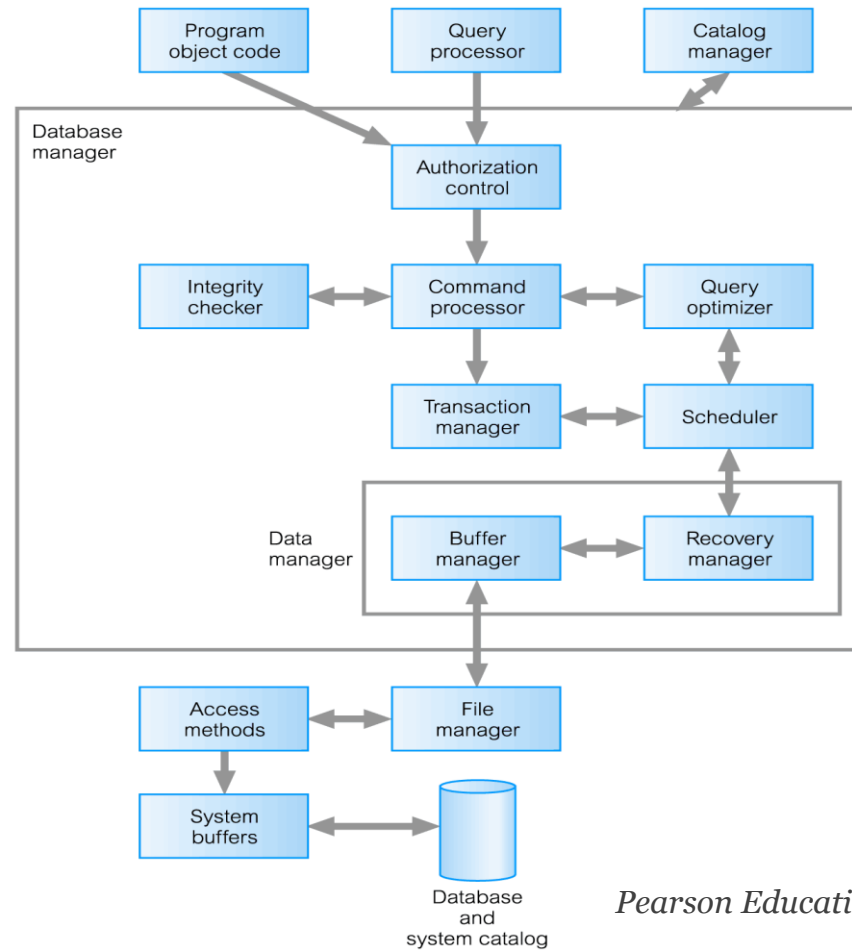 Program
object code
Query
processor
Catalog
manager
Database
manager
Authorization
control
Integrity
checker
Command
processor
Query
optimizer
Transaction
manager
Scheduler
Data
manager
Buffer
manager
Recovery
manager
Access
methods
File
manager
System
buffers
Database
and
system catalog
Pearson Educati